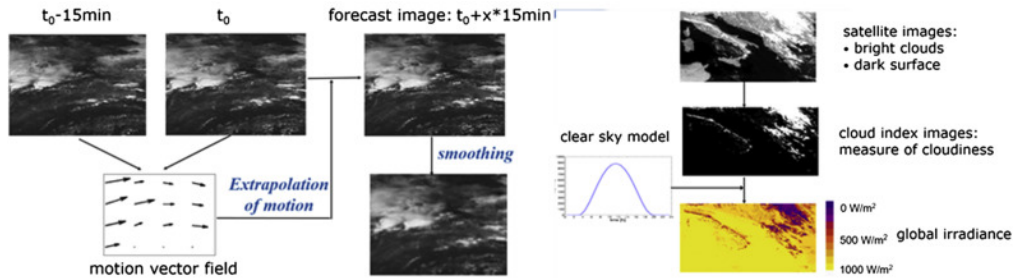 t₀-15min
t₀
forecast image: t₀+x*15min
smoothing
Extrapolation
of motion
motion vector field
satellite images:
• bright clouds
• dark surface
clear sky model
cloud index images:
measure of cloudiness
0 W/m²
500 W/m²
1000 W/m²
global irradiance